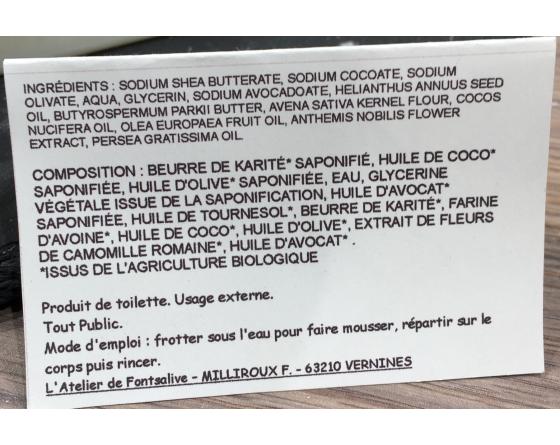 INGRÉDIENTS : SODIUM SHEA BUTTERATE, SODIUM COCOATE, SODIUM
OLIVATE, AQUA, GLYCERIN, SODIUM AVOCADOATE, HELIANTHUS ANNUUS SEED
OIL, BUTYROSPERMUM PARKII BUTTER, AVENA SATIVA KERNEL FLOUR, COCOS
NUCIFERA OIL, OLEA EUROPAEA FRUIT OIL, ANTHEMIS NOBILIS FLOWER
EXTRACT, PERSEA GRATISSIMA OIL
COMPOSITION : BEURRE DE KARITÉ* SAPONIFIÉ, HUILE DE COCO*
SAPONIFIÉE, HUILE D'OLIVE* SAPONIFIÉE, EAU, GLYCERINE
VÉGÉTALE ISSUE DE LA SAPONIFICATION, HUILE D'AVOCAT*
SAPONIFIÉE, HUILE DE TOURNESOL*, BEURRE DE KARITÉ*, FARINE
D'AVOINE*, HUILE DE COCO*, HUILE D'OLIVE*, EXTRAIT DE FLEURS
DE CAMOMILLE ROMAINE*, HUILE D'AVOCAT* .
*ISSUS DE L'AGRICULTURE BIOLOGIQUE
Produit de toilette. Usage externe.
Tout Public.
Mode d'emploi : frotter sous l'eau pour faire mousser, répartir sur le
corps puis rincer.
L'Atelier de Fontsalive - MILLIROUX F. - 63210 VERNINES